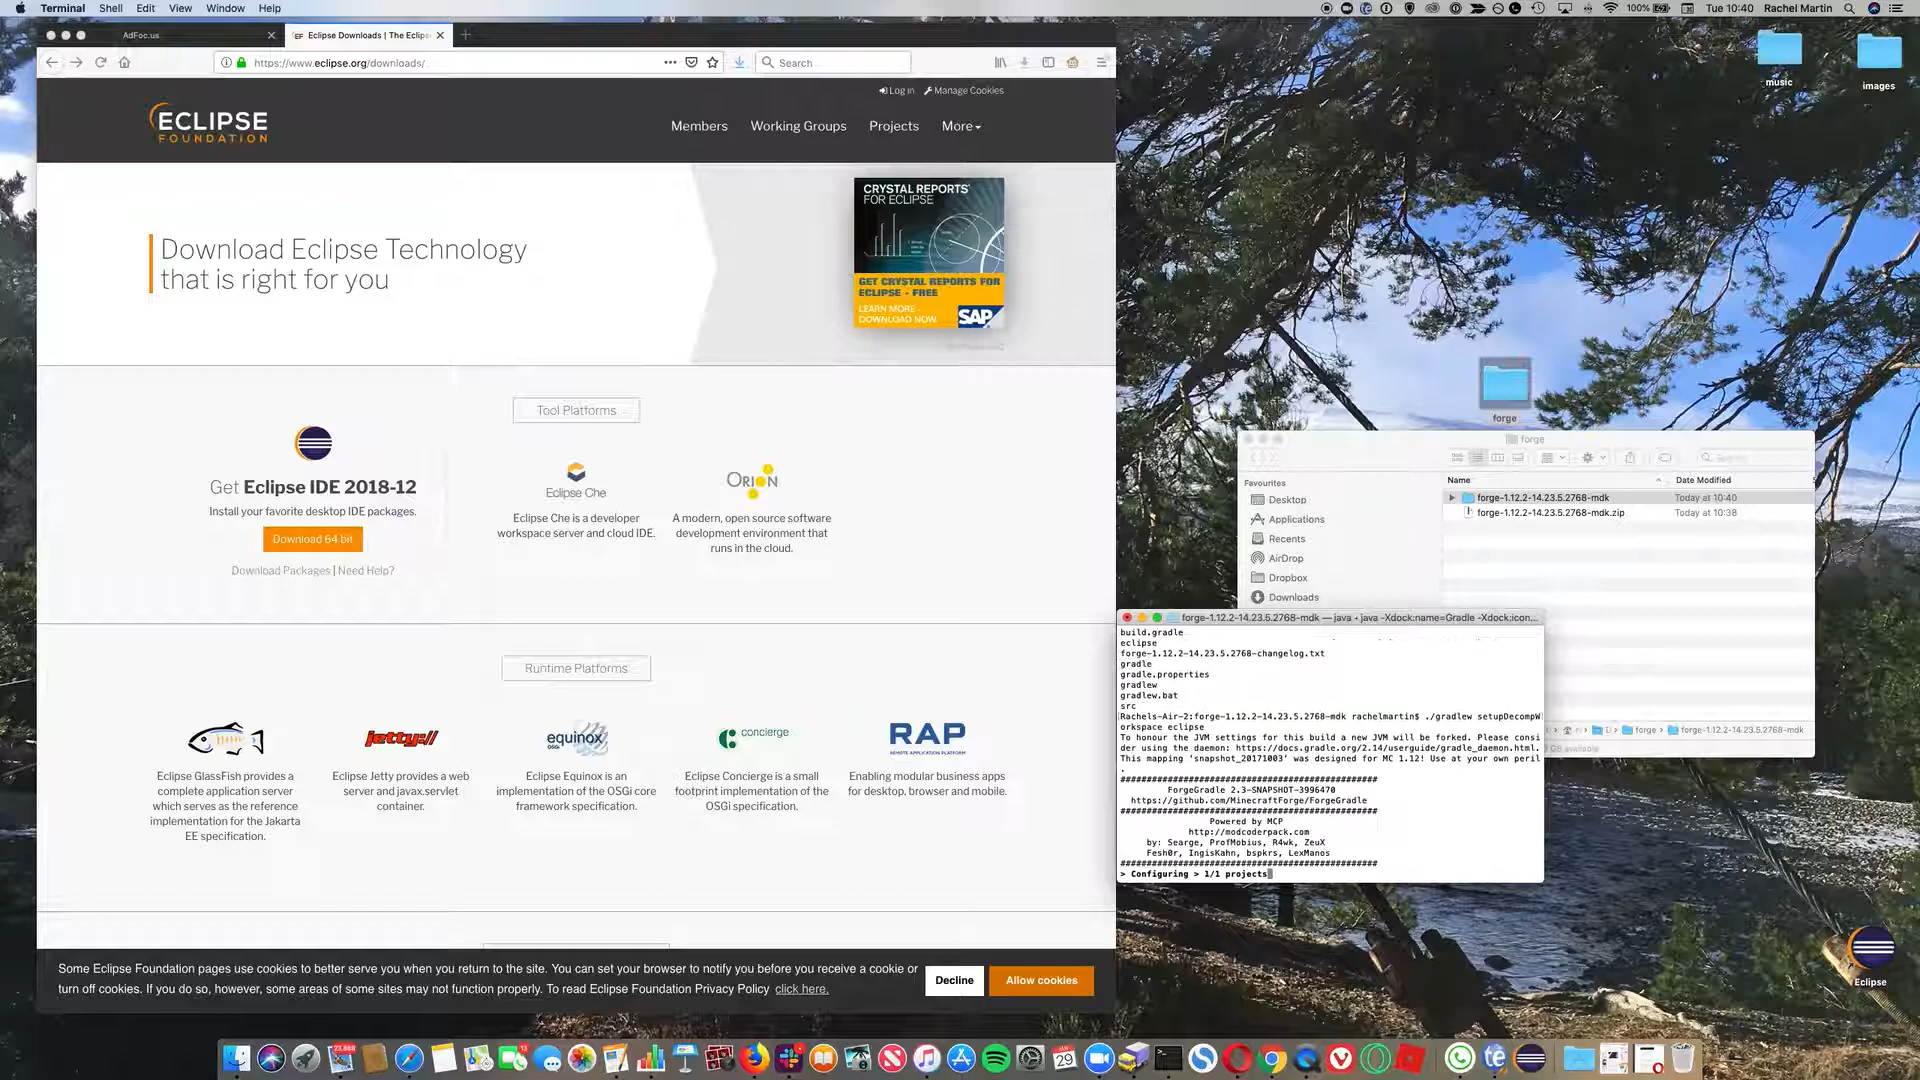 Terminal Shell Edit View Window Help
100% Tue 10:40 Rachel Martin
AdFoc.us
Eclipse Downloads | The Eclips
https://www.eclipse.org/downloads/
Search
Log in Manage Cookies
ECLIPSE
FOUNDATION
Members Working Groups Projects More
Download Eclipse Technology
that is right for you
CRYSTAL REPORTS®
FOR ECLIPSE
GET CRYSTAL REPORTS FOR
ECLIPSE - FREE
LEARN MORE -
DOWNLOAD NOW
SAP
Tool Platforms
Get Eclipse IDE 2018-12
Install your favorite desktop IDE packages.
Download 64 bit
Download Packages | Need Help?
Eclipse Che
Eclipse Che is a developer
workspace server and cloud IDE.
ORION
A modern, open source software
development environment that
runs in the cloud.
Runtime Platforms
Eclipse GlassFish provides a
complete application server
which serves as the reference
implementation for the Jakarta
EE specification.
jetty://
Eclipse Jetty provides a web
server and javax.servlet
container.
equinox
OSGi
Eclipse Equinox is an
implementation of the OSGi core
framework specification.
concierge
Eclipse Concierge is a small
footprint implementation of the
OSGi specification.
RAP
REMOTE APPLICATION PLATFORM
Enabling modular business apps
for desktop, browser and mobile.
Some Eclipse Foundation pages use cookies to better serve you when you return to the site. You can set your browser to notify you before you receive a cookie or
turn off cookies. If you do so, however, some areas of some sites may not function properly. To read Eclipse Foundation Privacy Policy click here.
Decline
Allow cookies
music
images
forge
forge
Search
Favourites
Desktop
Applications
Recents
AirDrop
Dropbox
Downloads
Name Date Modified
forge-1.12.2-14.23.5.2768-mdk Today at 10:40
forge-1.12.2-14.23.5.2768-mdk.zip Today at 10:38
forge forge-1.12.2-14.23.5.2768-mdk
GB available
forge-1.12.2-14.23.5.2768-mdk — java • java -Xdock:name=Gradle -Xdock:icon...
build.gradle
eclipse
forge-1.12.2-14.23.5.2768-changelog.txt
gradle
gradle.properties
gradlew
gradlew.bat
src
[Rachels-Air-2:forge-1.12.2-14.23.5.2768-mdk rachelmartin$ ./gradlew setupDecompW]
orkspace eclipse
To honour the JVM settings for this build a new JVM will be forked. Please consi
der using the daemon: https://docs.gradle.org/2.14/userguide/gradle_daemon.html.
This mapping 'snapshot_20171003' was designed for MC 1.12! Use at your own peril
.
#################################################
ForgeGradle 2.3-SNAPSHOT-3996470
https://github.com/MinecraftForge/ForgeGradle
#################################################
Powered by MCP
http://modcoderpack.com
by: Searge, ProfMobius, R4wk, ZeuX
Fesh0r, IngisKahn, bspkrs, LexManos
#################################################
> Configuring > 1/1 projects
Eclipse
23,868
13
JAN
29